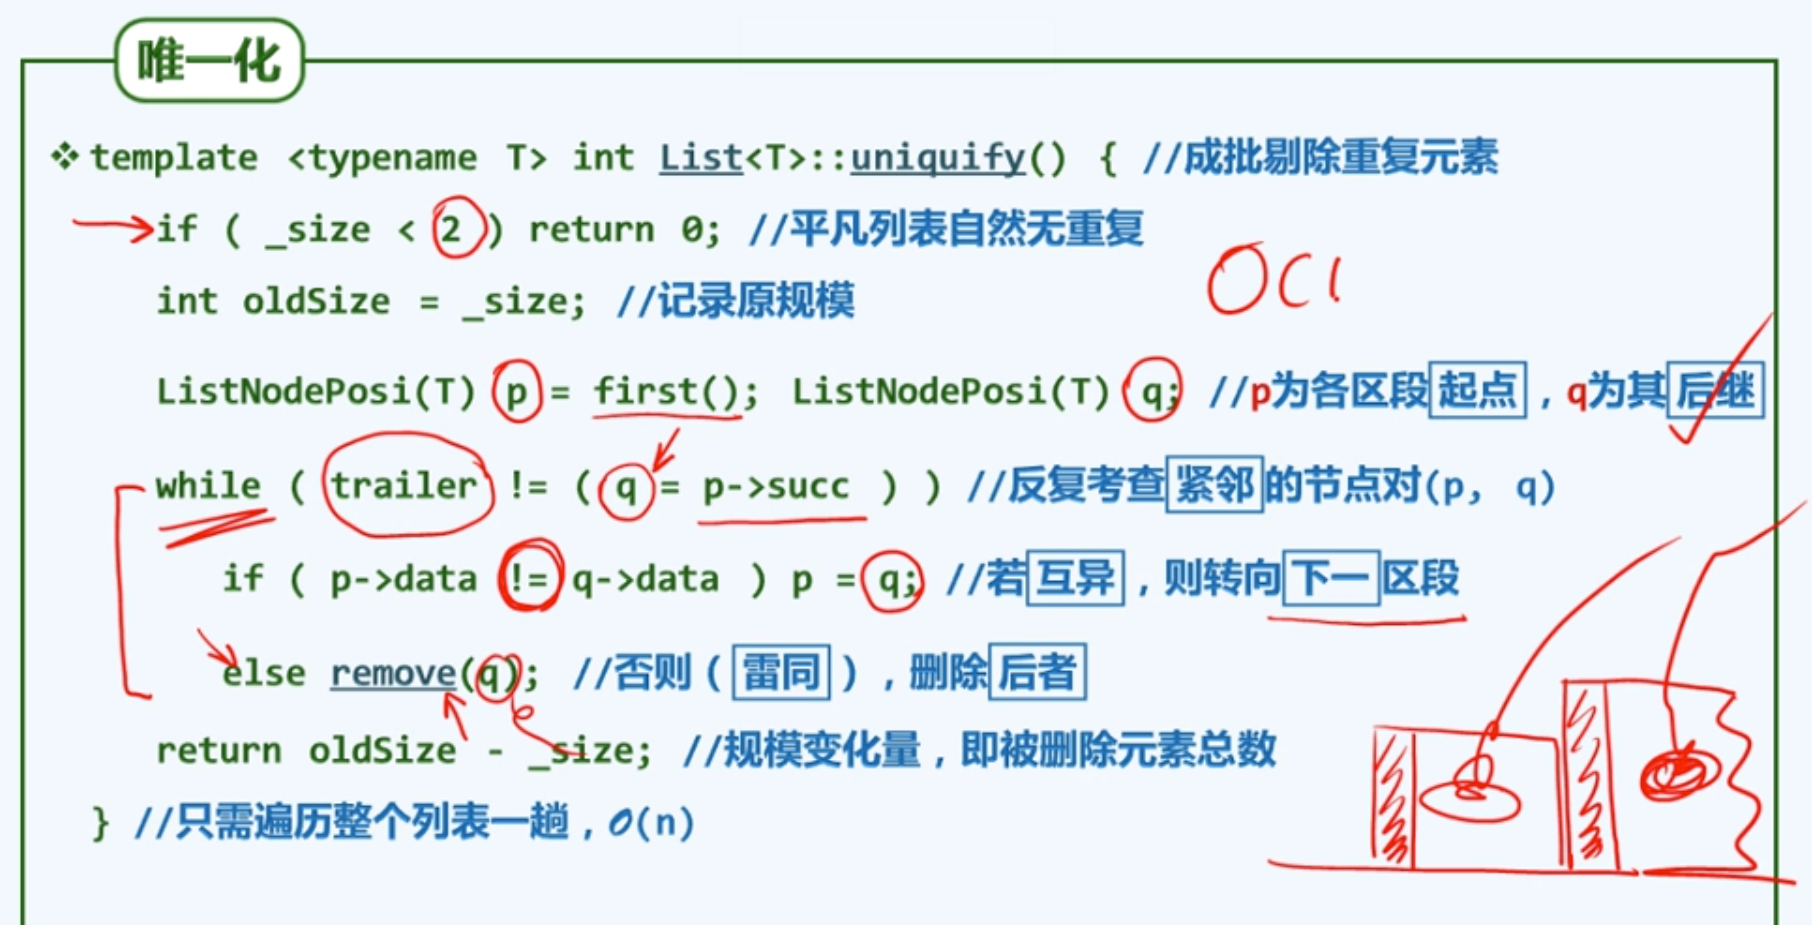 唯一化
❖ template <typename T> int List<T>::uniquify() { //成批剔除重复元素
if ( _size < 2 ) return 0; //平凡列表自然无重复
int oldSize = _size; //记录原规模
OC1
ListNodePosi(T) p = first(); ListNodePosi(T) q; //p为各区段起点，q为其后继
while ( trailer != ( q = p->succ ) ) //反复考查紧邻的节点对(p, q)
if ( p->data != q->data ) p = q; //若互异，则转向下一区段
else remove(q); //否则（雷同），删除后者
return oldSize - _size; //规模变化量，即被删除元素总数
} //只需遍历整个列表一趟，O(n)